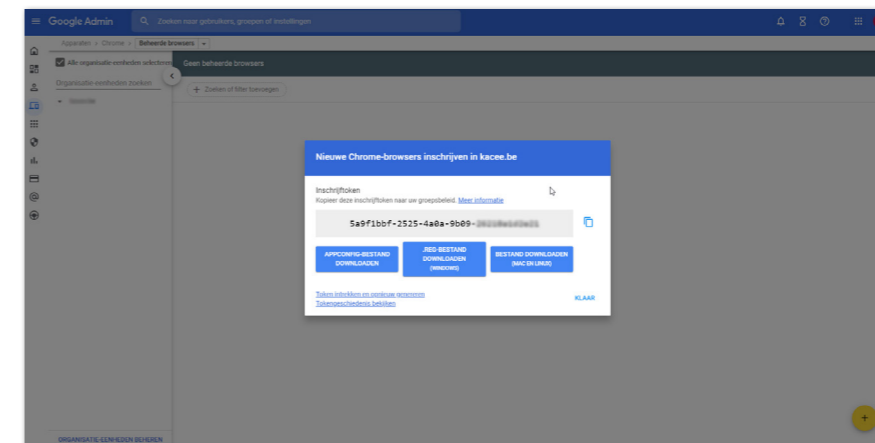 Google Admin
Zoeken naar gebruikers, groepen of instellingen
Apparaten > Chrome > Beheerde browsers
Alle organisatie-eenheden selecteren
Geen beheerde browsers
Organisatie-eenheden zoeken
+ Zoeken of filter toevoegen
Nieuwe Chrome-browsers inschrijven in kacee.be
Inschrijftoken
Kopieer deze inschrijftoken naar uw groepsbeleid. Meer informatie
5a9f1bbf-2525-4a0a-9b09-
APPCONFIG-BESTAND
DOWNLOADEN
.REG-BESTAND
DOWNLOADEN
(WINDOWS)
BESTAND DOWNLOADEN
(MAC EN LINUX)
Token intrekken en opnieuw genereren
Tokengeschiedenis bekijken
KLAAR
ORGANISATIE-EENHEDEN BEHEREN